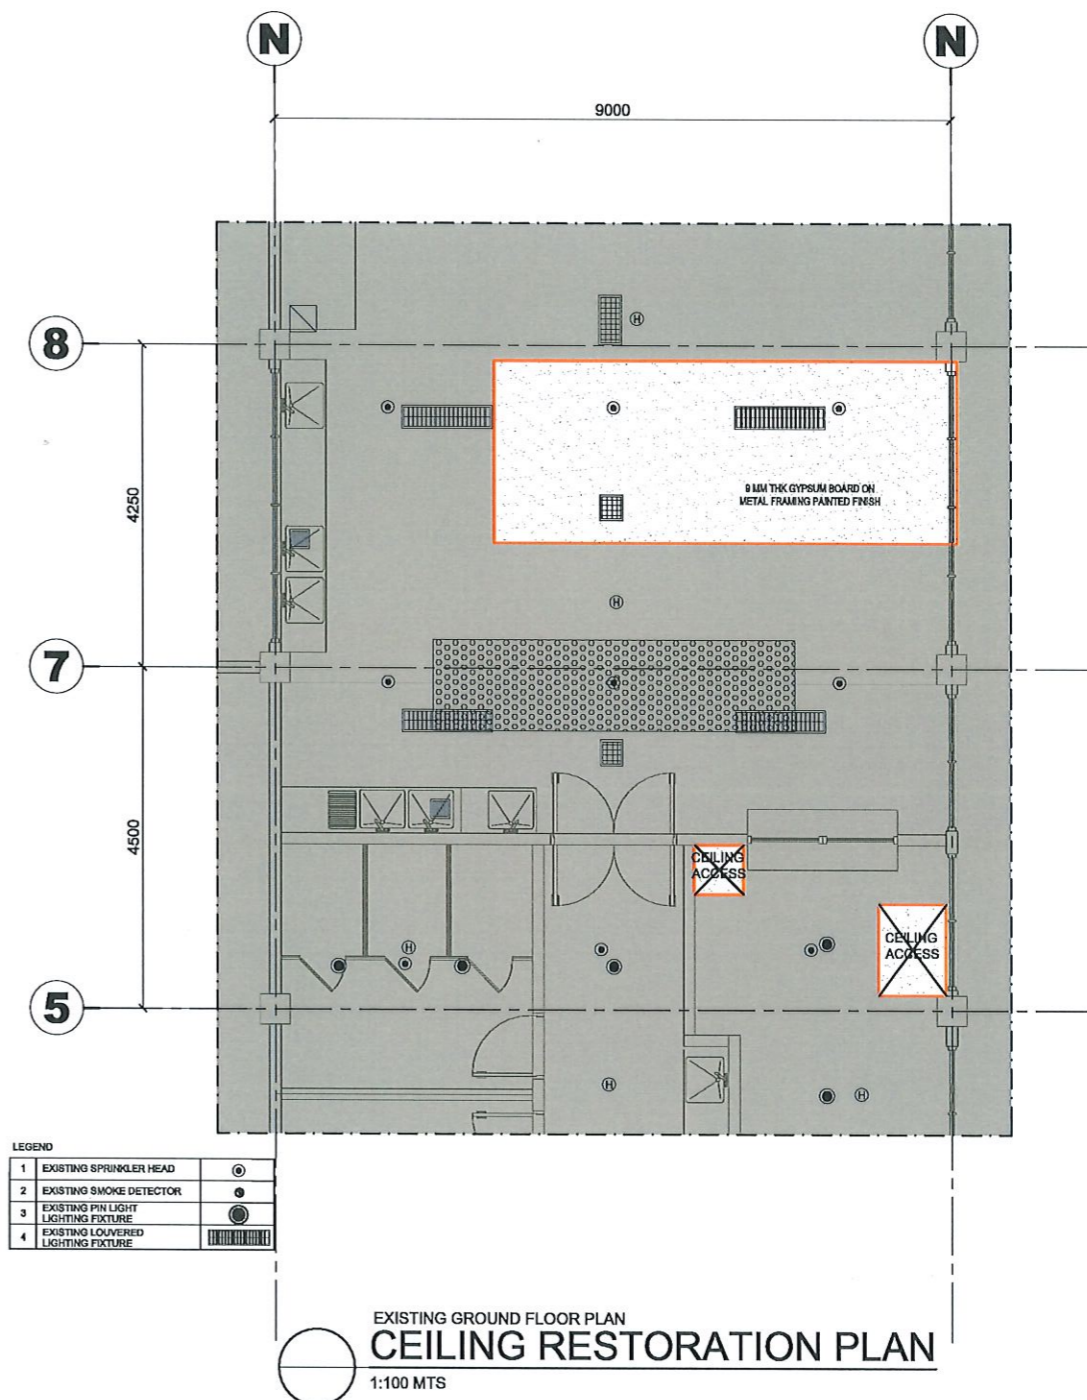 N
N
9000
8
4250
9 MM THK GYPSUM BOARD ON
METAL FRAMING PAINTED FINISH
H
H
7
4500
CEILING
ACCESS
CEILING
ACCESS
H
5
H
H
LEGEND
1 EXISTING SPRINKLER HEAD
2 EXISTING SMOKE DETECTOR
3 EXISTING PIN LIGHT
LIGHTING FIXTURE
4 EXISTING LOUVERED
LIGHTING FIXTURE
EXISTING GROUND FLOOR PLAN
CEILING RESTORATION PLAN
1:100 MTS